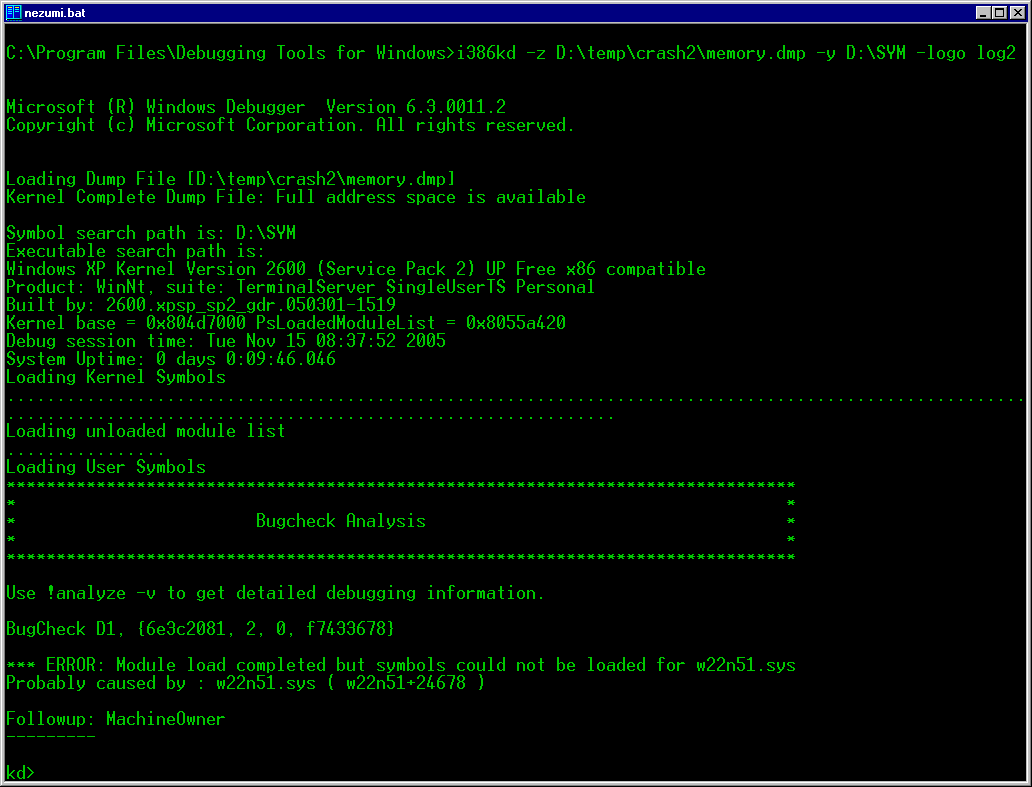 nezumi.bat
C:\Program Files\Debugging Tools for Windows>i386kd -z D:\temp\crash2\memory.dmp -y D:\SYM -logo log2
Microsoft (R) Windows Debugger  Version 6.3.0011.2
Copyright (c) Microsoft Corporation. All rights reserved.
Loading Dump File [D:\temp\crash2\memory.dmp]
Kernel Complete Dump File: Full address space is available
Symbol search path is: D:\SYM
Executable search path is:
Windows XP Kernel Version 2600 (Service Pack 2) UP Free x86 compatible
Product: WinNt, suite: TerminalServer SingleUserTS Personal
Built by: 2600.xpsp_sp2_gdr.050301-1519
Kernel base = 0x804d7000 PsLoadedModuleList = 0x8055a420
Debug session time: Tue Nov 15 08:37:52 2005
System Uptime: 0 days 0:09:46.046
Loading Kernel Symbols
......................................................................................................
.............................................................
Loading unloaded module list
................
Loading User Symbols
*******************************************************************************
*                                                                             *
*                        Bugcheck Analysis                                    *
*                                                                             *
*******************************************************************************
Use !analyze -v to get detailed debugging information.
BugCheck D1, {6e3c2081, 2, 0, f7433678}
*** ERROR: Module load completed but symbols could not be loaded for w22n51.sys
Probably caused by : w22n51.sys ( w22n51+24678 )
Followup: MachineOwner
---------
kd>